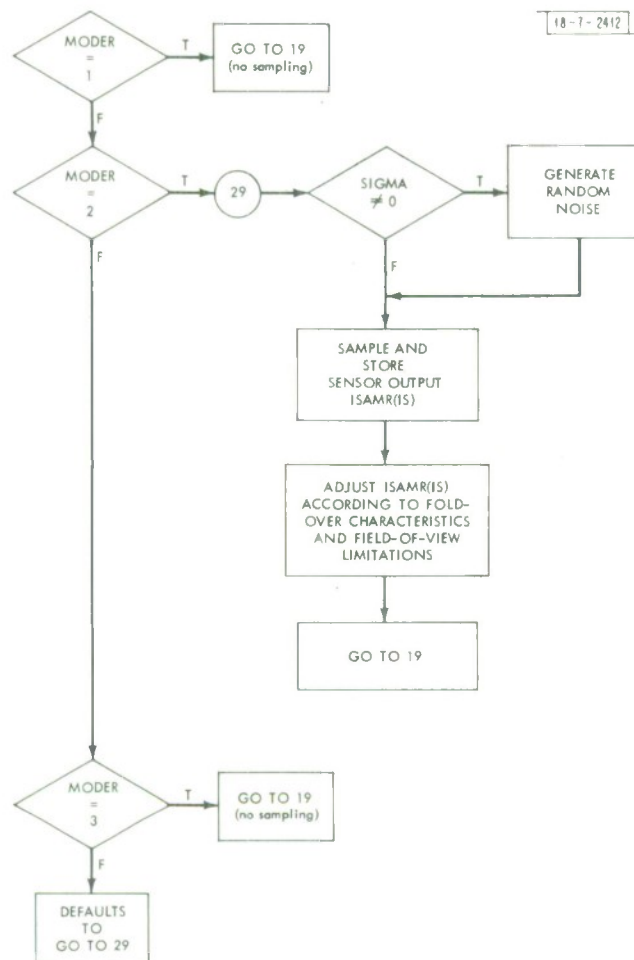 18-7-2412
MODER
=
1
T
GO TO 19
(no sampling)
F
MODER
=
2
T
29
SIGMA
≠ 0
T
GENERATE
RANDOM
NOISE
F
F
SAMPLE AND
STORE
SENSOR OUTPUT
ISAMR(IS)
ADJUST ISAMR(IS)
ACCORDING TO FOLD-
OVER CHARACTERISTICS
AND FIELD-OF-VIEW
LIMITATIONS
GO TO 19
MODER
=
3
T
GO TO 19
(no sampling)
F
DEFAULTS
TO
GO TO 29